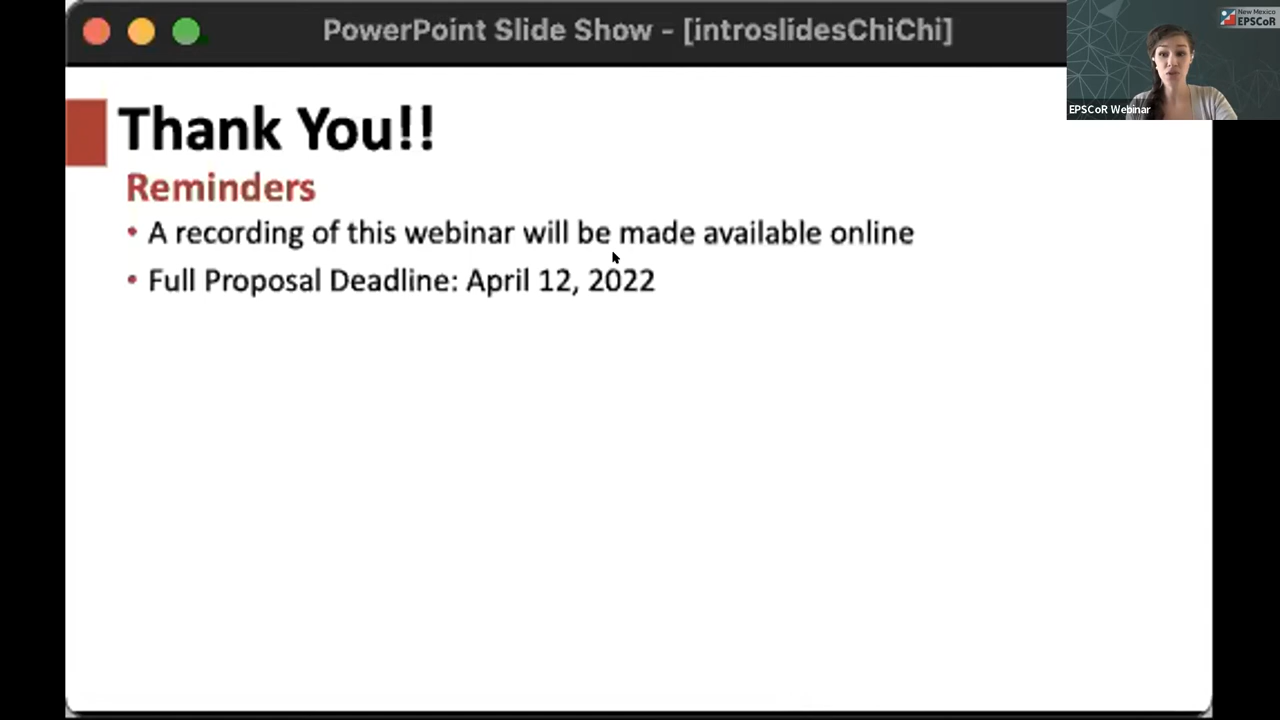 PowerPoint Slide Show - [introslidesChiChi]
New Mexico
EPSCoR
EPSCoR Webinar
Thank You!!
Reminders
• A recording of this webinar will be made available online
• Full Proposal Deadline: April 12, 2022